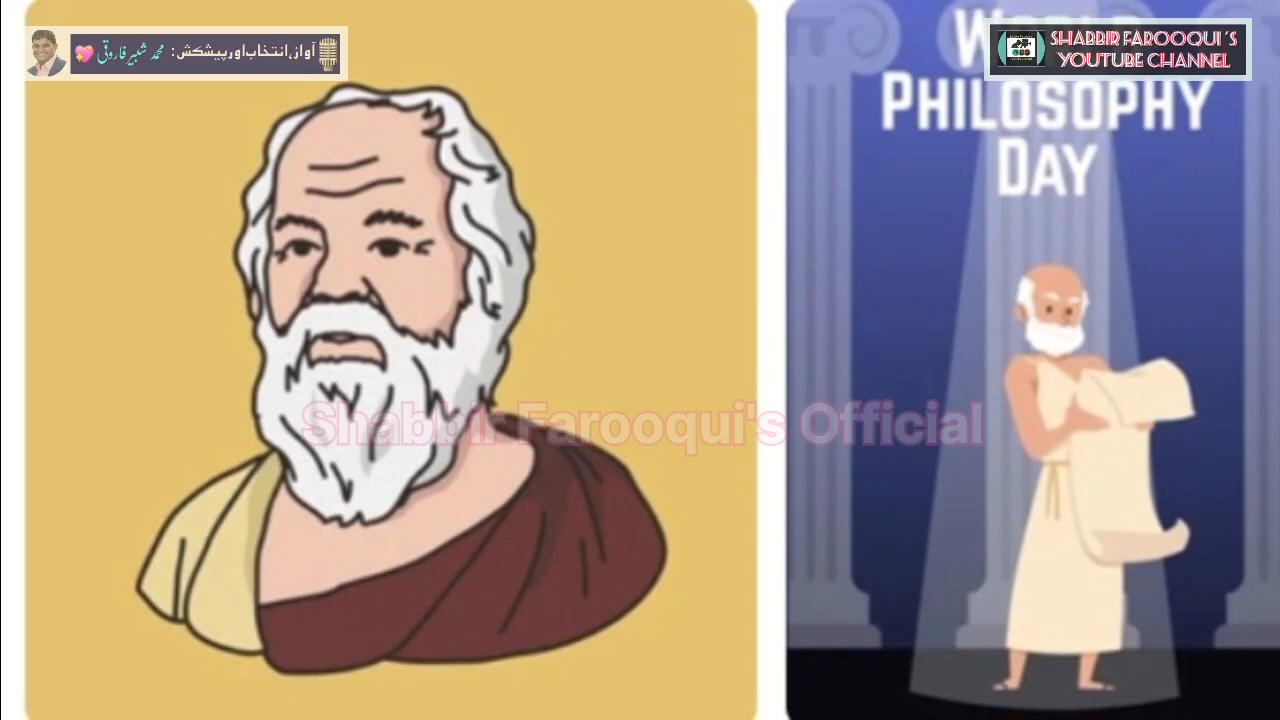 آواز،انتخاب اور پیشکش: محمد شبیر فاروقی
SHABBIR FAROOQUI´S
YOUTUBE CHANNEL
PHILOSOPHY
DAY
Shabbir Farooqui's Official